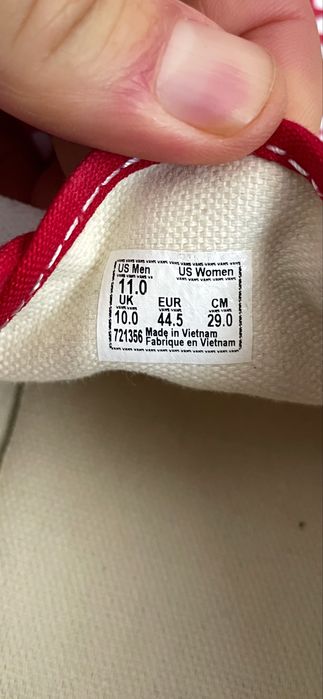 US Men US Women
11.0
UK EUR CM
10.0 44.5 29.0
721356 Made in Vietnam
Fabrique en Vietnam